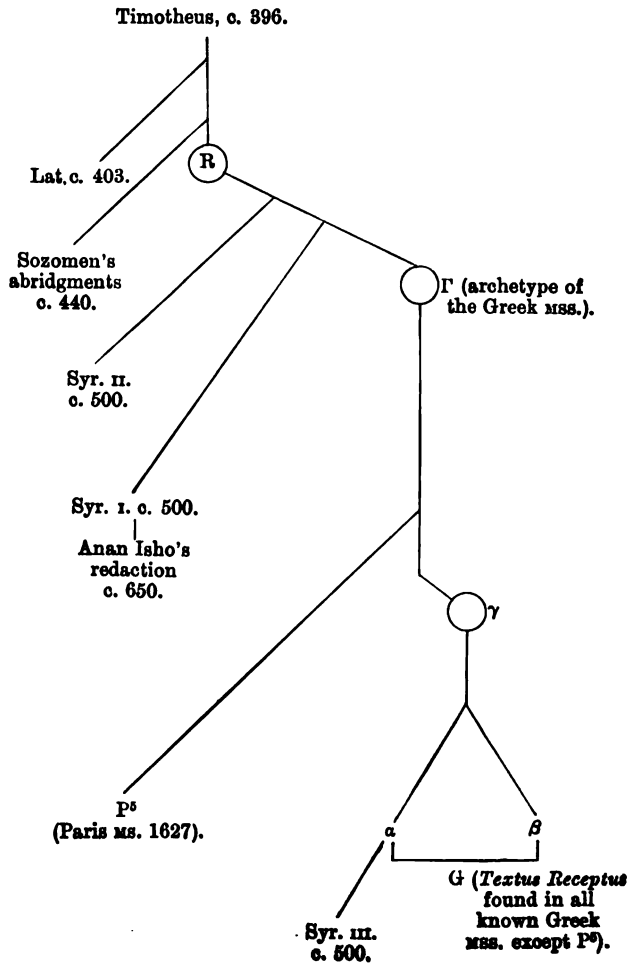 Timotheus, c. 396.
Lat. c. 403.
R
Sozomen's
abridgments
c. 440.
Γ (archetype of
the Greek MSS.).
Syr. II.
c. 500.
Syr. I. c. 500.
Anan Isho's
redaction
c. 650.
γ
P⁵
(Paris MS. 1627).
α
β
G (Textus Receptus
found in all
known Greek
MSS. except P⁵).
Syr. III.
c. 500.